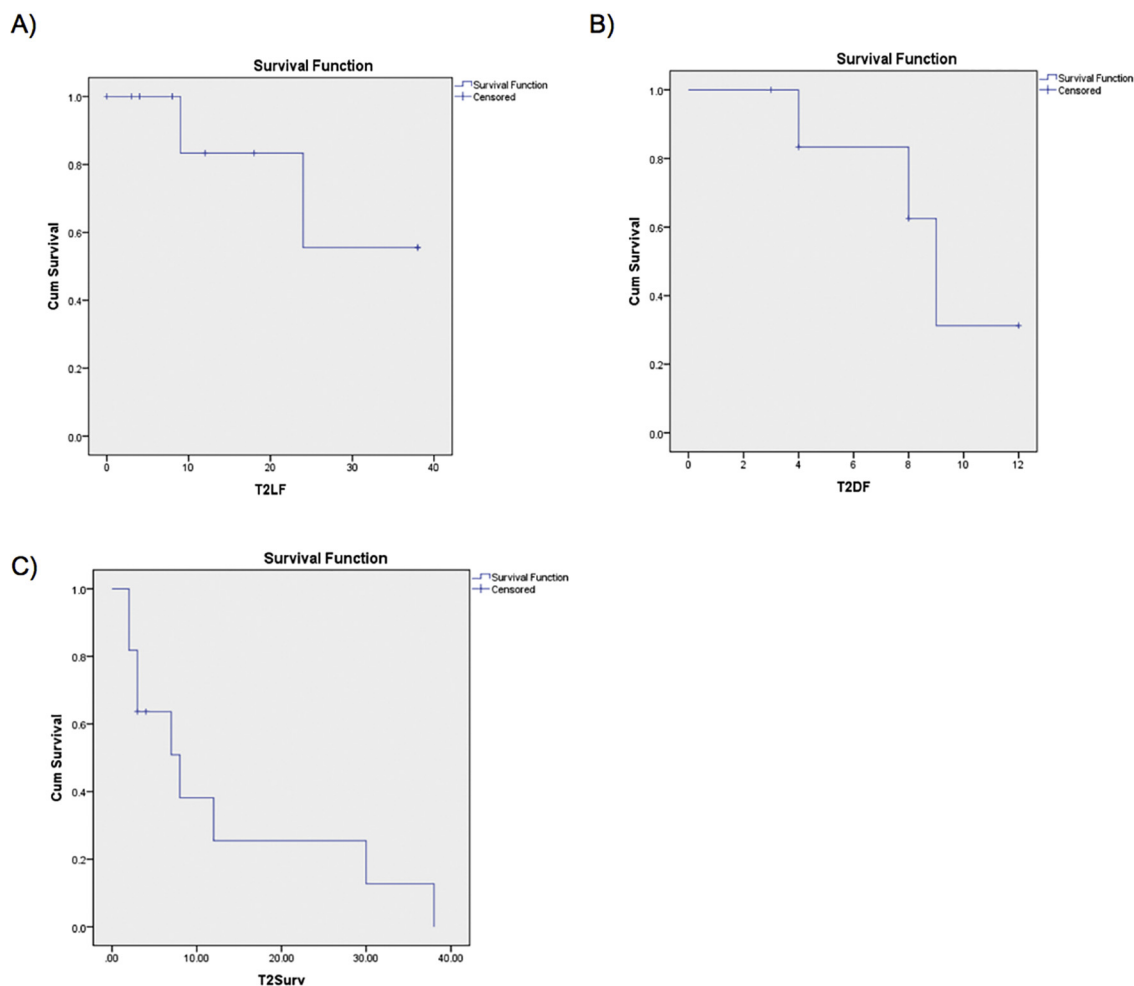 A)
Survival Function
Survival Function
Censored
1.0
0.8
0.6
0.4
0.2
0.0
Cum Survival
0 10 20 30 40
T2LF
B)
Survival Function
Survival Function
Censored
1.0
0.8
0.6
0.4
0.2
0.0
Cum Survival
0 2 4 6 8 10 12
T2DF
C)
Survival Function
Survival Function
Censored
1.0
0.8
0.6
0.4
0.2
0.0
Cum Survival
.00 10.00 20.00 30.00 40.00
T2Surv